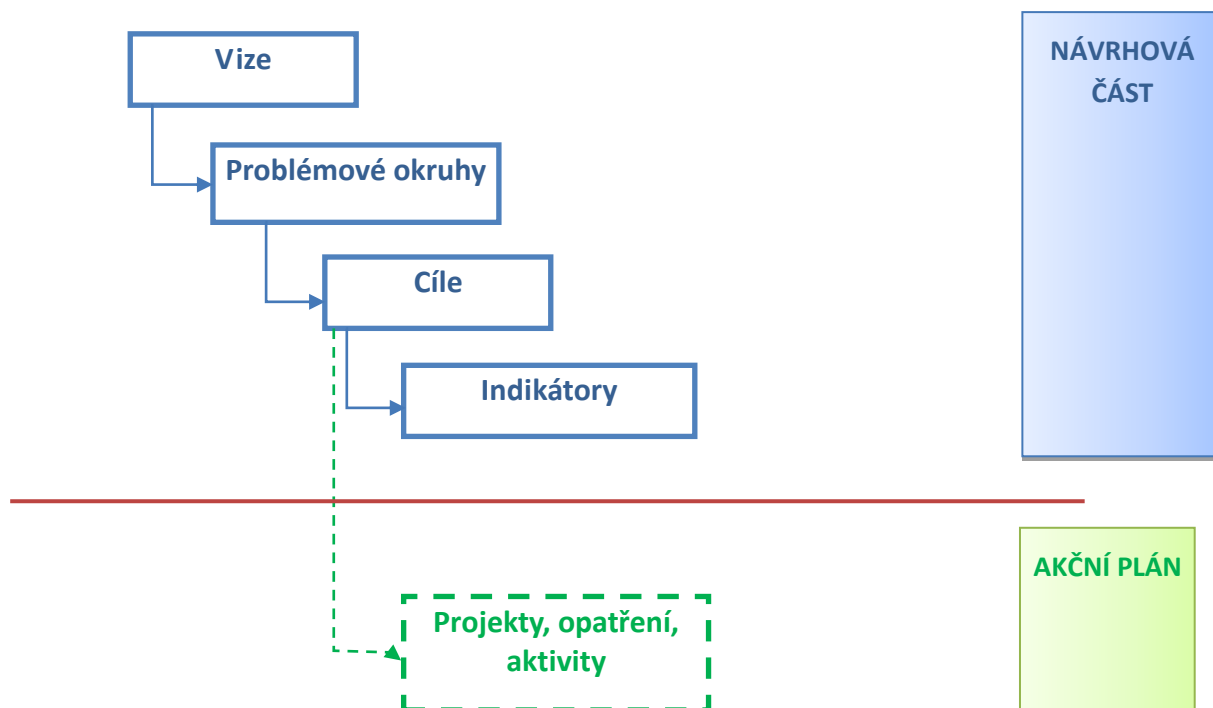 Vize
NÁVRHOVÁ
ČÁST
Problémové okruhy
Cíle
Indikátory
AKČNÍ PLÁN
Projekty, opatření,
aktivity